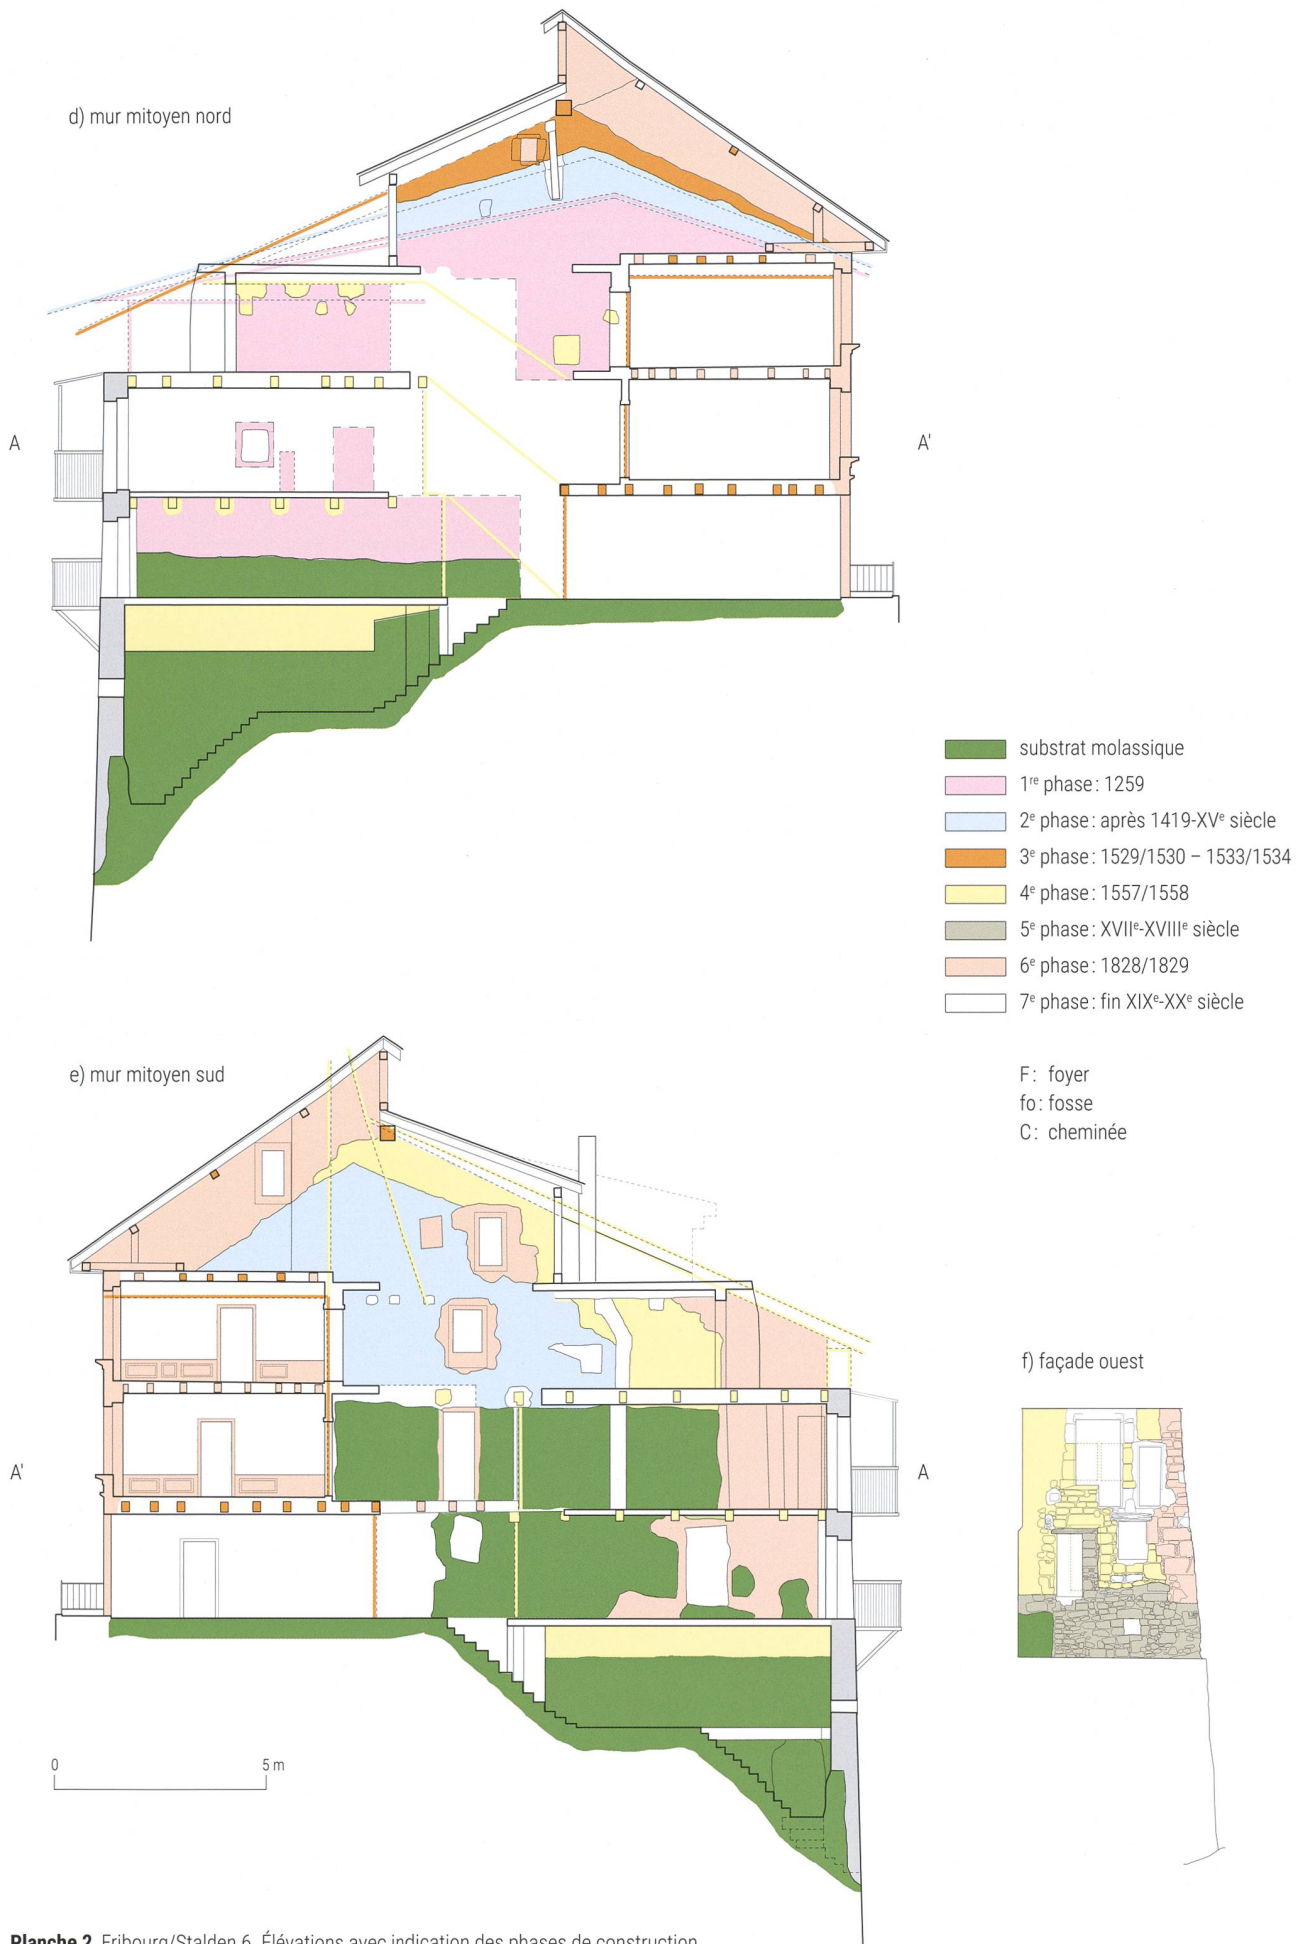 d) mur mitoyen nord
A
A'
substrat molassique
1re phase : 1259
2e phase : après 1419-XVe siècle
3e phase : 1529/1530 – 1533/1534
4e phase : 1557/1558
5e phase : XVIIe-XVIIIe siècle
6e phase : 1828/1829
7e phase : fin XIXe-XXe siècle
F : foyer
fo : fosse
C : cheminée
e) mur mitoyen sud
f) façade ouest
A'
A
0 5 m
Planche 2 Fribourg/Stalden 6. Élévations avec indication des phases de construction